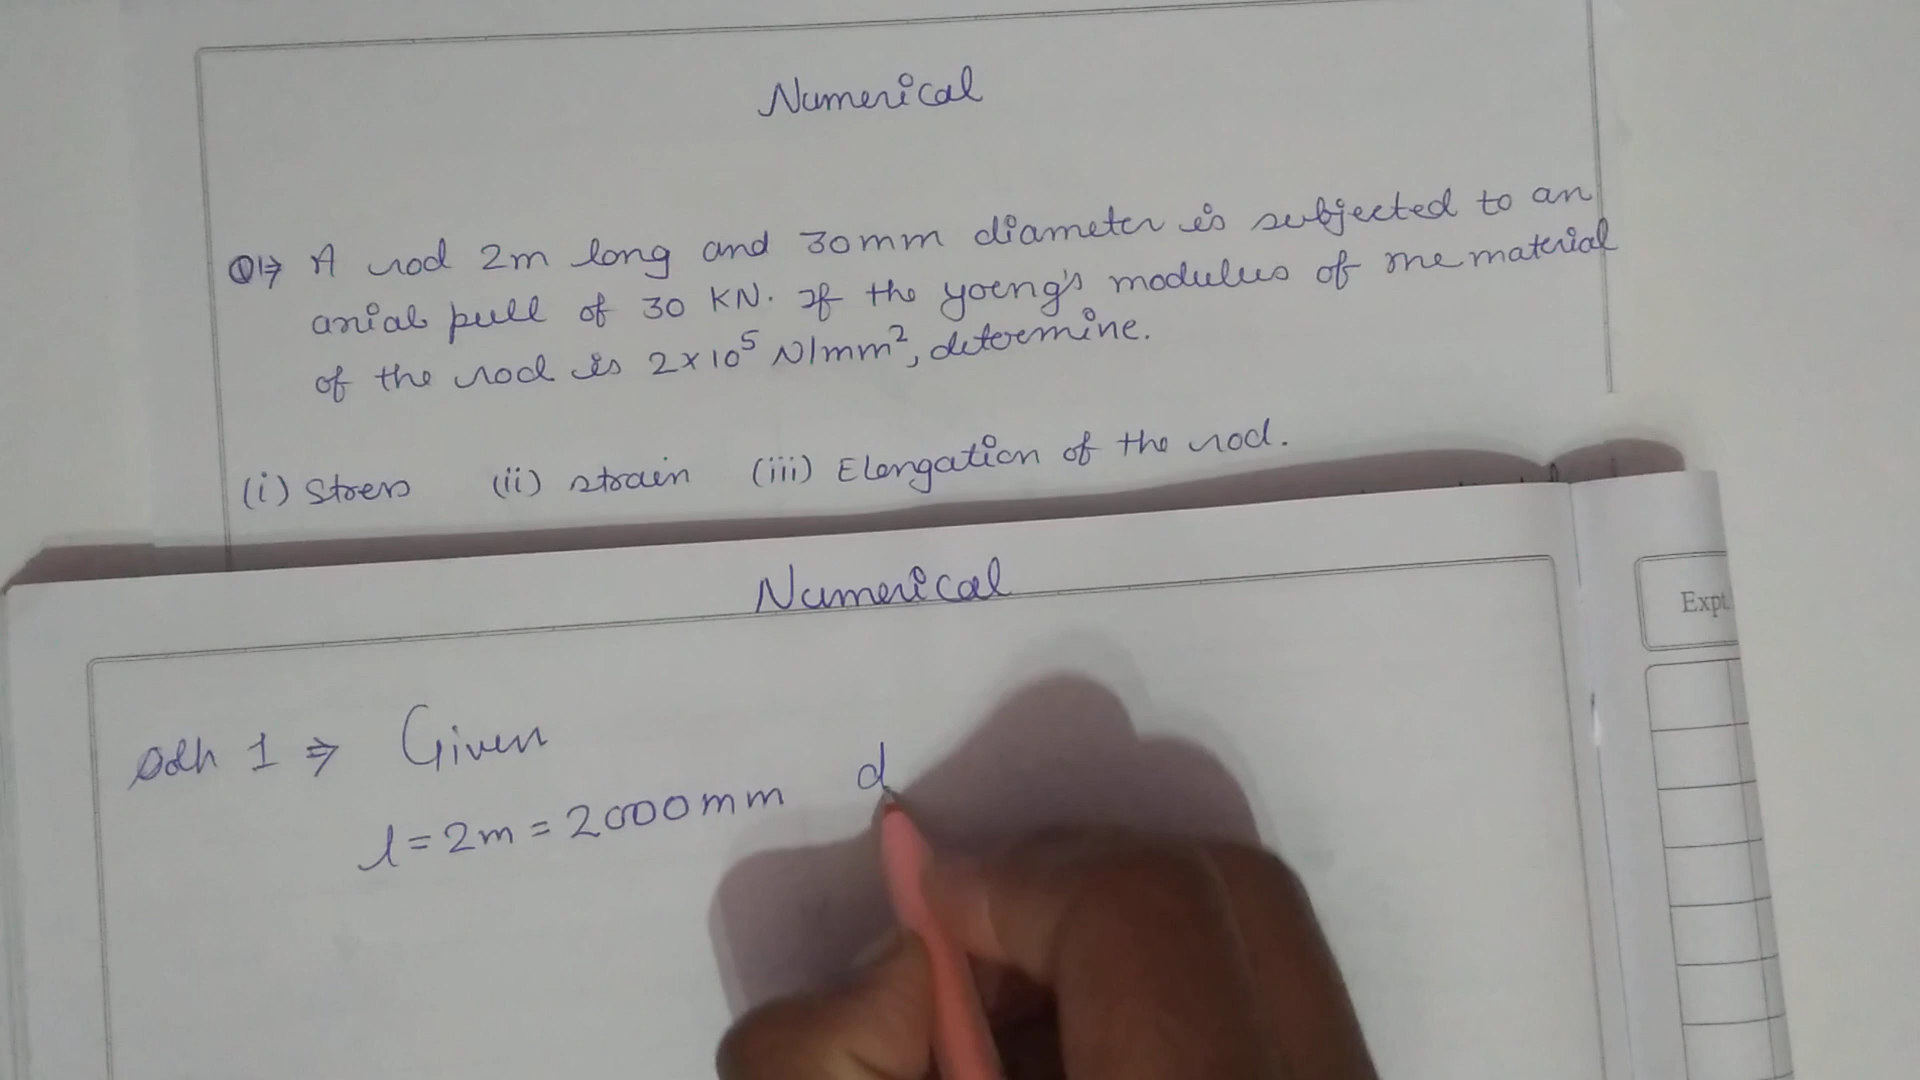 Numerical
Q1⇒ A rod 2m long and 30mm diameter is subjected to an
axial pull of 30 KN. If the young's modulus of the material
of the rod is 2×10⁵ N/mm², determine.
(i) Stress (ii) strain (iii) Elongation of the rod.
Numerical
Soln 1 ⇒ Given
l = 2m = 2000mm d
Expt.